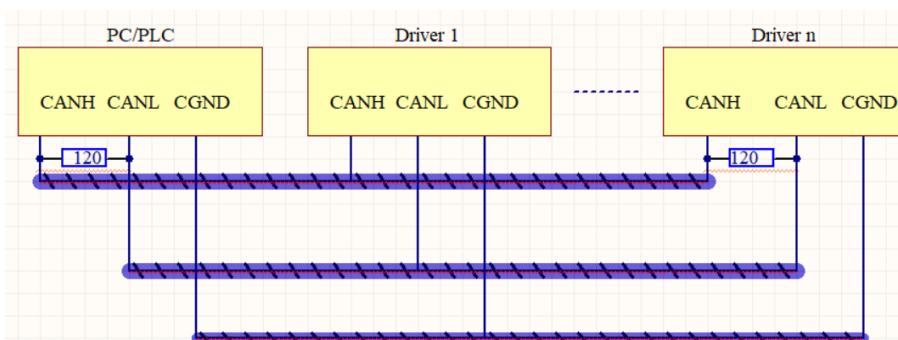 PC/PLC Driver 1 Driver n
CANH CANL CGND CANH CANL CGND CANH CANL CGND
120 120